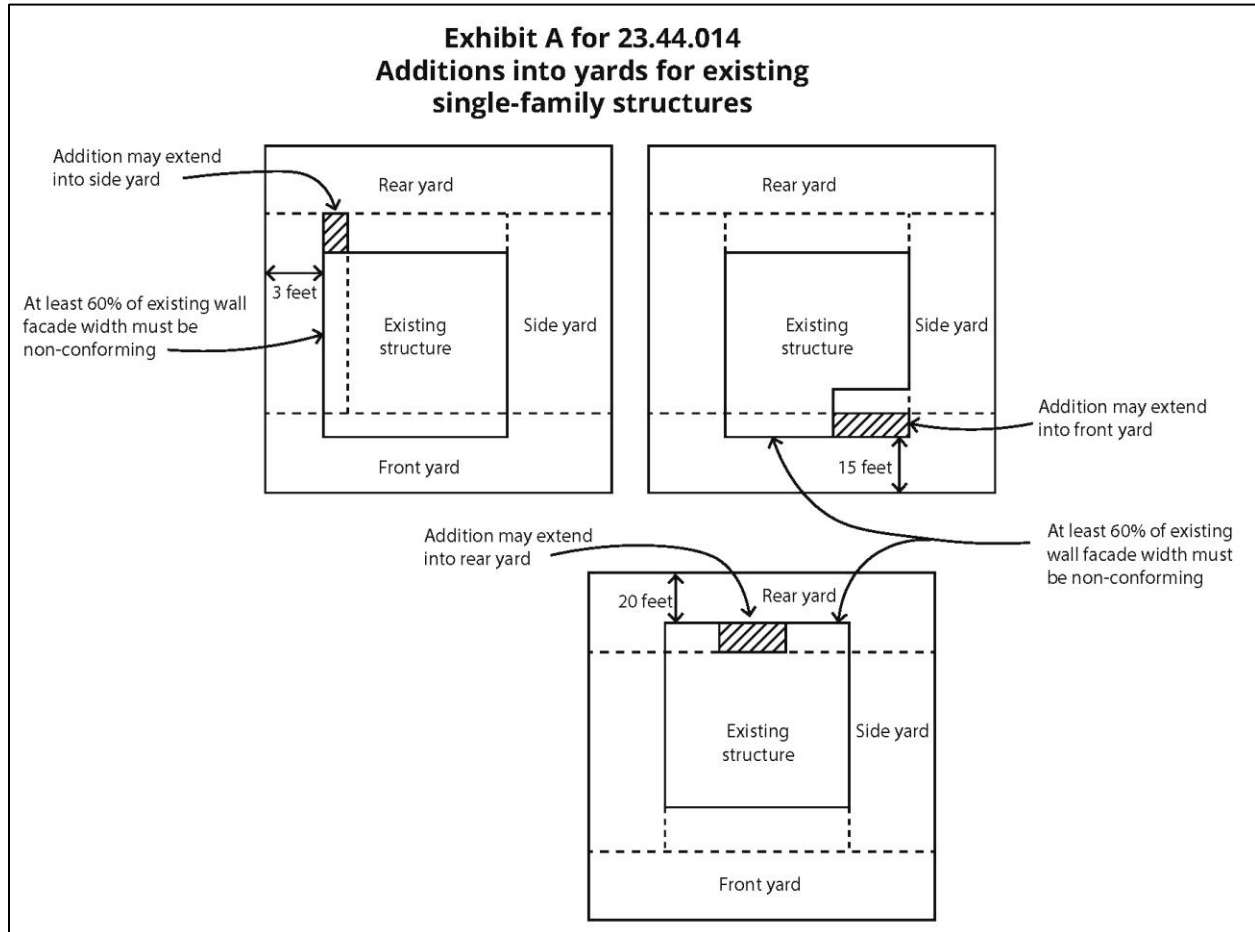 Exhibit A for 23.44.014
Additions into yards for existing
single-family structures
Addition may extend
into side yard
Rear yard
3 feet
At least 60% of existing wall
facade width must be
non-conforming
Existing
structure
Side yard
Front yard
Rear yard
Existing
structure
Side yard
Addition may extend
into front yard
15 feet
At least 60% of existing
wall facade width must
be non-conforming
Addition may extend
into rear yard
20 feet
Rear yard
Existing
structure
Side yard
Front yard